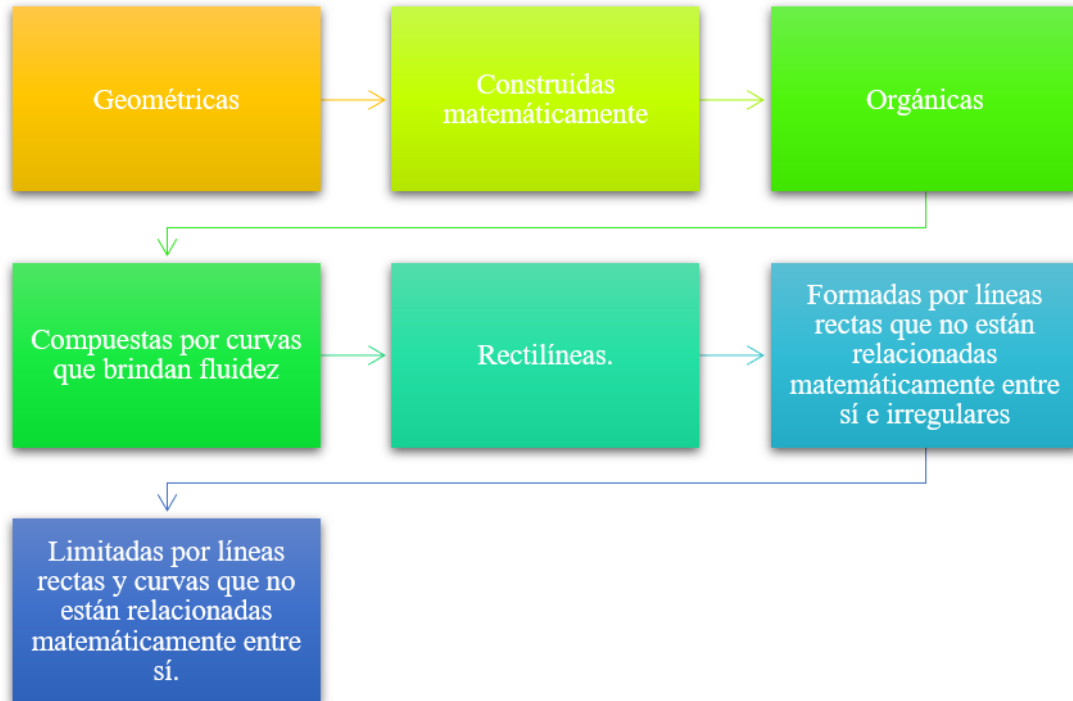 Geométricas
Construidas
matemáticamente
Orgánicas
Compuestas por curvas
que brindan fluidez
Rectilíneas.
Formadas por líneas
rectas que no están
relacionadas
matemáticamente entre
sí e irregulares
Limitadas por líneas
rectas y curvas que no
están relacionadas
matemáticamente entre
sí.